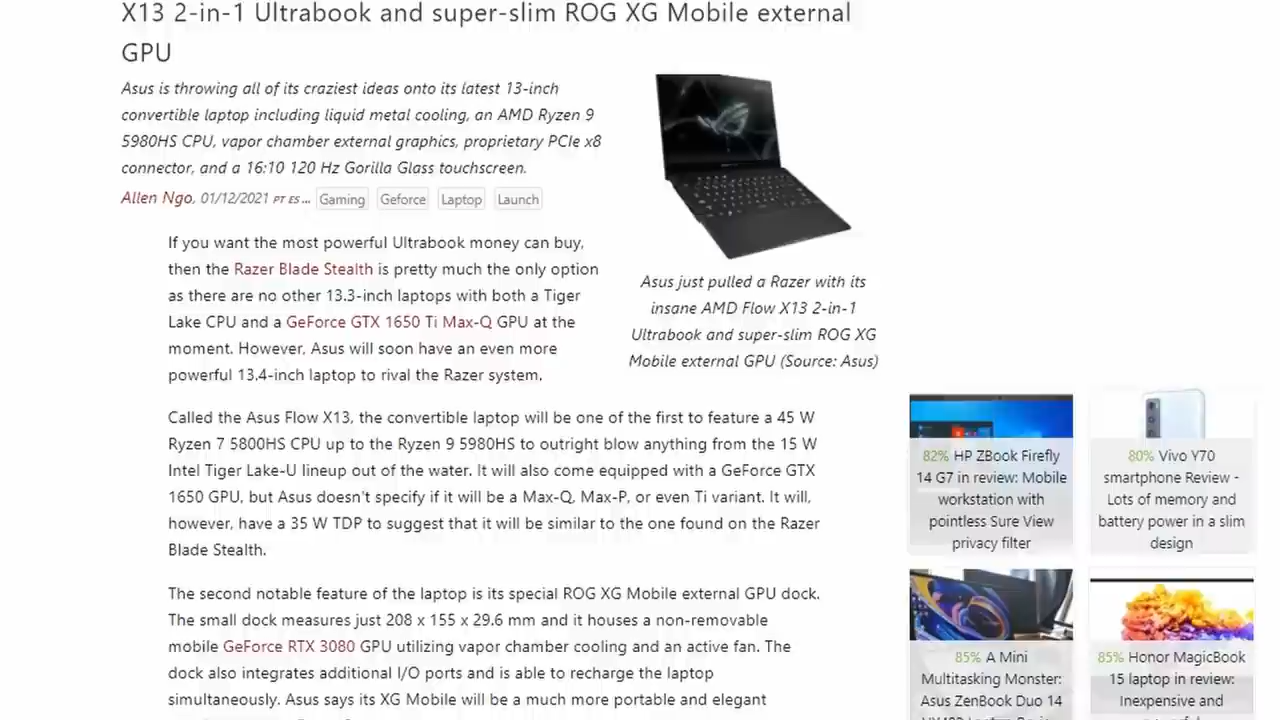 X13 2-in-1 Ultrabook and super-slim ROG XG Mobile external
GPU
Asus is throwing all of its craziest ideas onto its latest 13-inch
convertible laptop including liquid metal cooling, an AMD Ryzen 9
5980HS CPU, vapor chamber external graphics, proprietary PCIe x8
connector, and a 16:10 120 Hz Gorilla Glass touchscreen.
Allen Ngo, 01/12/2021 PT ES ... Gaming Geforce Laptop Launch
If you want the most powerful Ultrabook money can buy,
then the Razer Blade Stealth is pretty much the only option
as there are no other 13.3-inch laptops with both a Tiger
Lake CPU and a GeForce GTX 1650 Ti Max-Q GPU at the
moment. However, Asus will soon have an even more
powerful 13.4-inch laptop to rival the Razer system.
Asus just pulled a Razer with its
insane AMD Flow X13 2-in-1
Ultrabook and super-slim ROG XG
Mobile external GPU (Source: Asus)
Called the Asus Flow X13, the convertible laptop will be one of the first to feature a 45 W
Ryzen 7 5800HS CPU up to the Ryzen 9 5980HS to outright blow anything from the 15 W
Intel Tiger Lake-U lineup out of the water. It will also come equipped with a GeForce GTX
1650 GPU, but Asus doesn't specify if it will be a Max-Q, Max-P, or even Ti variant. It will,
however, have a 35 W TDP to suggest that it will be similar to the one found on the Razer
Blade Stealth.
The second notable feature of the laptop is its special ROG XG Mobile external GPU dock.
The small dock measures just 208 x 155 x 29.6 mm and it houses a non-removable
mobile GeForce RTX 3080 GPU utilizing vapor chamber cooling and an active fan. The
dock also integrates additional I/O ports and is able to recharge the laptop
simultaneously. Asus says its XG Mobile will be a much more portable and elegant
82% HP ZBook Firefly
14 G7 in review: Mobile
workstation with
pointless Sure View
privacy filter
80% Vivo Y70
smartphone Review -
Lots of memory and
battery power in a slim
design
85% A Mini
Multitasking Monster:
Asus ZenBook Duo 14
85% Honor MagicBook
15 laptop in review:
Inexpensive and